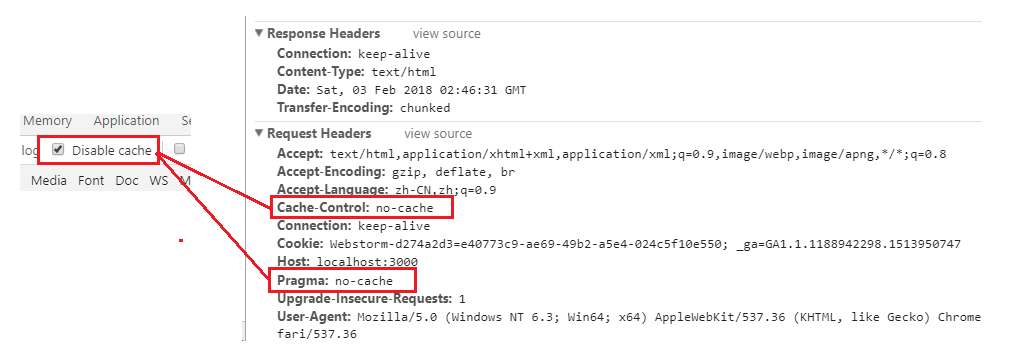 Memory Application
log Disable cache
Media Font Doc WS
Response Headers view source
Connection: keep-alive
Content-Type: text/html
Date: Sat, 03 Feb 2018 02:46:31 GMT
Transfer-Encoding: chunked
Request Headers view source
Accept: text/html,application/xhtml+xml,application/xml;q=0.9,image/webp,image/apng,*/*;q=0.8
Accept-Encoding: gzip, deflate, br
Accept-Language: zh-CN,zh;q=0.9
Cache-Control: no-cache
Connection: keep-alive
Cookie: Webstorm-d274a2d3=e40773c9-ae69-49b2-a5e4-024c5f10e550; _ga=GA1.1.1188942298.1513950747
Host: localhost:3000
Pragma: no-cache
Upgrade-Insecure-Requests: 1
User-Agent: Mozilla/5.0 (Windows NT 6.3; Win64; x64) AppleWebKit/537.36 (KHTML, like Gecko) Chrome
fari/537.36